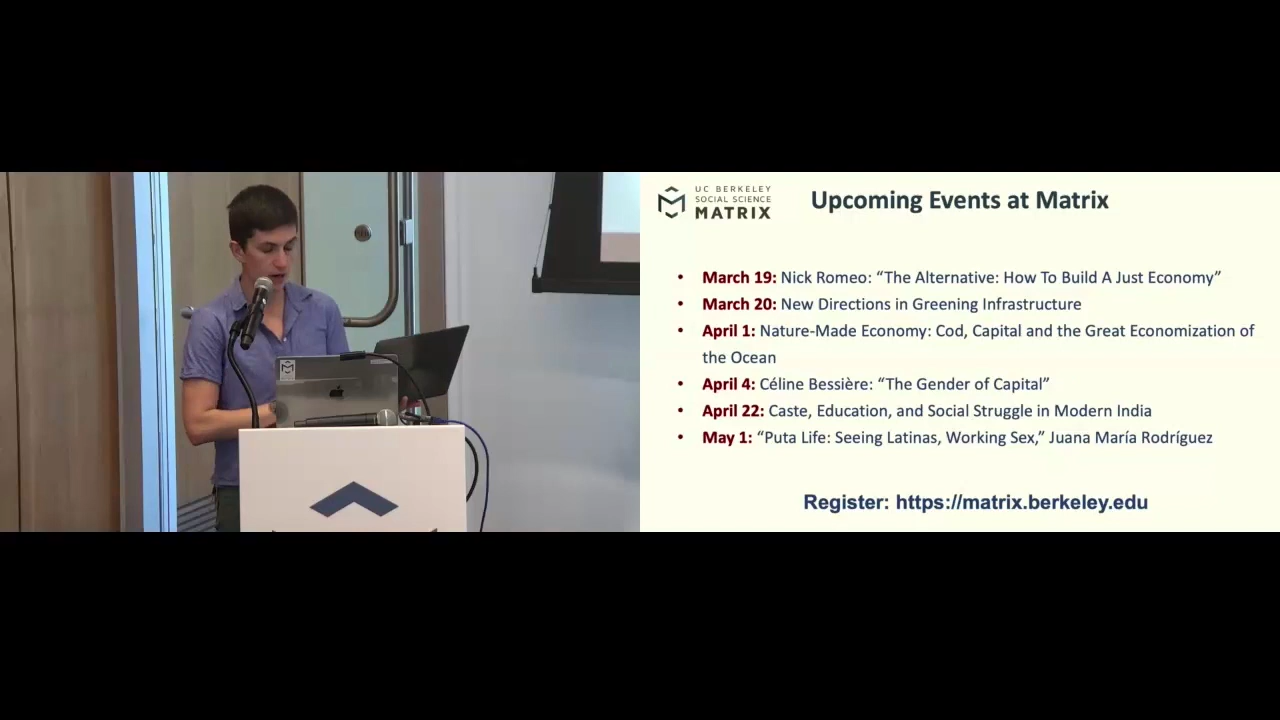 UC BERKELEY
SOCIAL SCIENCE
MATRIX
Upcoming Events at Matrix
• March 19: Nick Romeo: “The Alternative: How To Build A Just Economy”
• March 20: New Directions in Greening Infrastructure
• April 1: Nature-Made Economy: Cod, Capital and the Great Economization of
the Ocean
• April 4: Céline Bessière: “The Gender of Capital”
• April 22: Caste, Education, and Social Struggle in Modern India
• May 1: “Puta Life: Seeing Latinas, Working Sex,” Juana María Rodríguez
Register: https://matrix.berkeley.edu